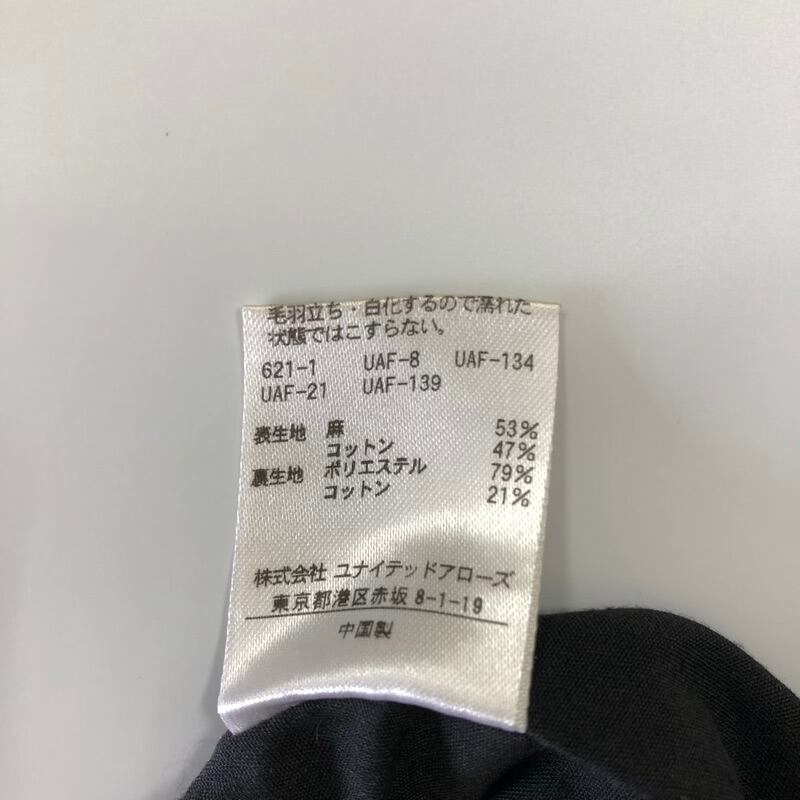 毛羽立ち・白化するので濡れた
状態ではこすらない。
621-1 UAF-8 UAF-134
UAF-21 UAF-139
表生地 麻 53%
コットン 47%
裏生地 ポリエステル 79%
コットン 21%
株式会社 ユナイテッドアローズ
東京都港区赤坂 8-1-19
中国製